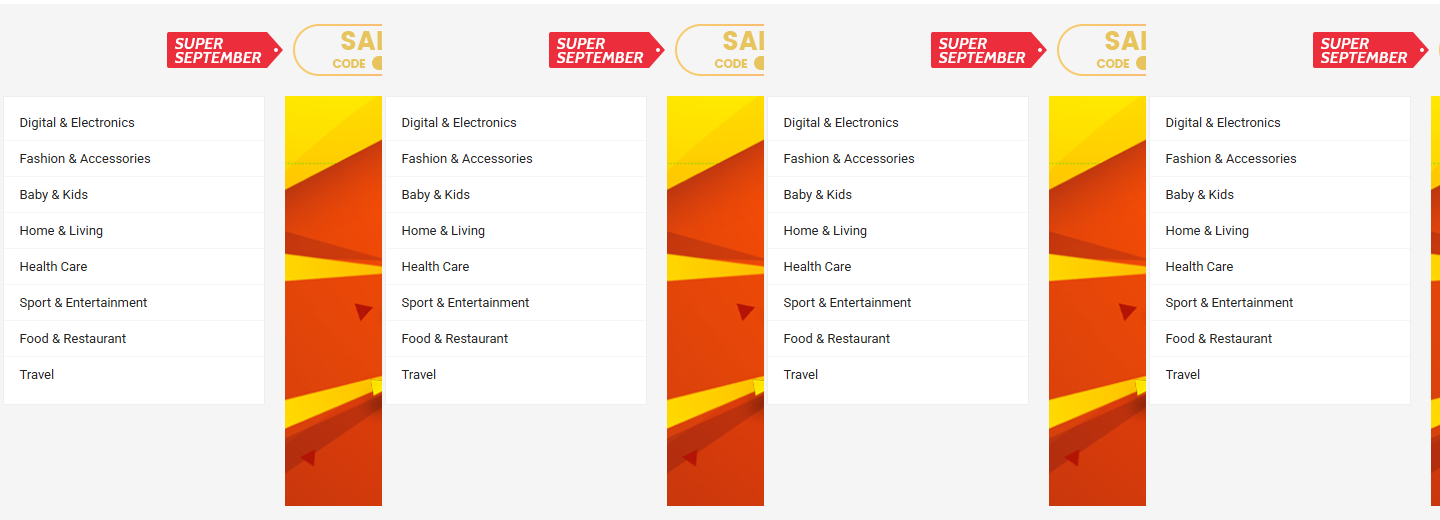 SUPER
SEPTEMBER
CODE
Digital & Electronics
Fashion & Accessories
Baby & Kids
Home & Living
Health Care
Sport & Entertainment
Food & Restaurant
Travel
SUPER
SEPTEMBER
CODE
Digital & Electronics
Fashion & Accessories
Baby & Kids
Home & Living
Health Care
Sport & Entertainment
Food & Restaurant
Travel
SUPER
SEPTEMBER
CODE
Digital & Electronics
Fashion & Accessories
Baby & Kids
Home & Living
Health Care
Sport & Entertainment
Food & Restaurant
Travel
SUPER
SEPTEMBER
Digital & Electronics
Fashion & Accessories
Baby & Kids
Home & Living
Health Care
Sport & Entertainment
Food & Restaurant
Travel